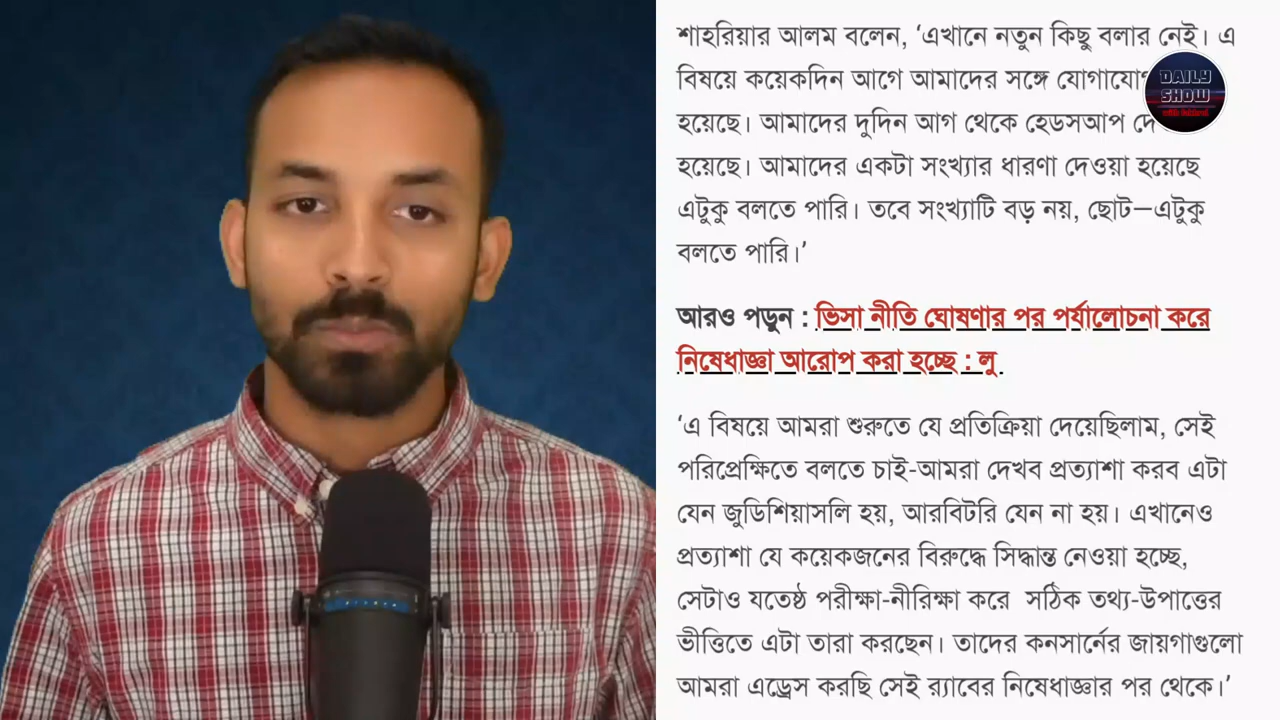 শাহরিয়ার আলম বলেন, ‘এখানে নতুন কিছু বলার নেই। এ
বিষয়ে কয়েকদিন আগে আমাদের সঙ্গে
DAILY
SHOW
হয়েছে। আমাদের দুদিন আগ থেকে হেডসআপ
হয়েছে। আমাদের একটা সংখ্যার ধারণা দেওয়া হয়েছে
এটুকু বলতে পারি। তবে সংখ্যাটি বড় নয়, ছোট—এটুকু
বলতে পারি।’
আরও পড়ুন : ভিসা নীতি ঘোষণার পর পর্যালোচনা করে
নিষেধাজ্ঞা আরোপ করা হচ্ছে : লু
‘এ বিষয়ে আমরা শুরুতে যে প্রতিক্রিয়া দেয়েছিলাম, সেই
পরিপ্রেক্ষিতে বলতে চাই-আমরা দেখব প্রত্যাশা করব এটা
যেন জুডিশিয়াসলি হয়, আরবিটরি যেন না হয়। এখানেও
প্রত্যাশা যে কয়েকজনের বিরুদ্ধে সিদ্ধান্ত নেওয়া হচ্ছে,
সেটাও যতেষ্ঠ পরীক্ষা-নীরিক্ষা করে সঠিক তথ্য-উপাত্তের
ভীত্তিতে এটা তারা করছেন। তাদের কনসার্নের জায়গাগুলো
আমরা এড্রেস করছি সেই র‍্যাবের নিষেধাজ্ঞার পর থেকে।’